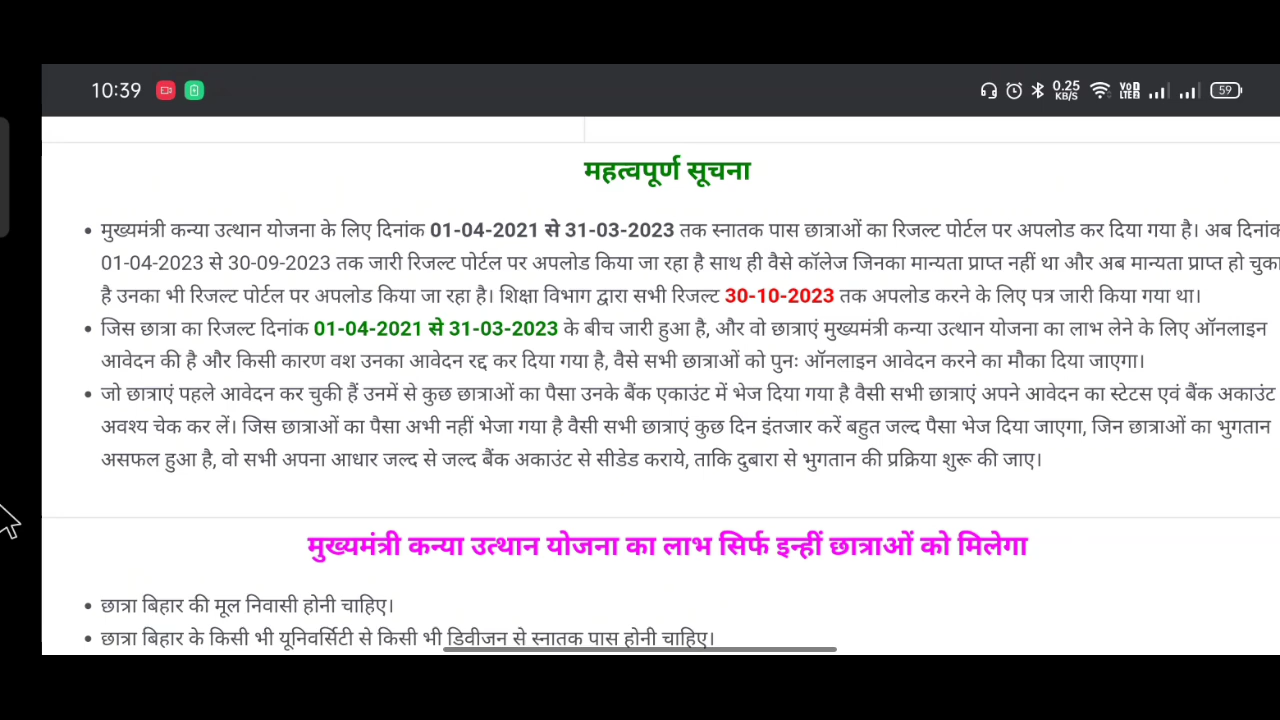 10:39 0.25 KB/S VoD LTE 59
महत्वपूर्ण सूचना
• मुख्यमंत्री कन्या उत्थान योजना के लिए दिनांक 01-04-2021 से 31-03-2023 तक स्नातक पास छात्राओं का रिजल्ट पोर्टल पर अपलोड कर दिया गया है। अब दिनांक
01-04-2023 से 30-09-2023 तक जारी रिजल्ट पोर्टल पर अपलोड किया जा रहा है साथ ही वैसे कॉलेज जिनका मान्यता प्राप्त नहीं था और अब मान्यता प्राप्त हो चुका
है उनका भी रिजल्ट पोर्टल पर अपलोड किया जा रहा है। शिक्षा विभाग द्वारा सभी रिजल्ट 30-10-2023 तक अपलोड करने के लिए पत्र जारी किया गया था।
• जिस छात्रा का रिजल्ट दिनांक 01-04-2021 से 31-03-2023 के बीच जारी हुआ है, और वो छात्राएं मुख्यमंत्री कन्या उत्थान योजना का लाभ लेने के लिए ऑनलाइन
आवेदन की है और किसी कारण वश उनका आवेदन रद्द कर दिया गया है, वैसे सभी छात्राओं को पुनः ऑनलाइन आवेदन करने का मौका दिया जाएगा।
• जो छात्राएं पहले आवेदन कर चुकी हैं उनमें से कुछ छात्राओं का पैसा उनके बैंक एकाउंट में भेज दिया गया है वैसी सभी छात्राएं अपने आवेदन का स्टेटस एवं बैंक अकाउंट
अवश्य चेक कर लें। जिस छात्राओं का पैसा अभी नहीं भेजा गया है वैसी सभी छात्राएं कुछ दिन इंतजार करें बहुत जल्द पैसा भेज दिया जाएगा, जिन छात्राओं का भुगतान
असफल हुआ है, वो सभी अपना आधार जल्द से जल्द बैंक अकाउंट से सीडेड कराये, ताकि दुबारा से भुगतान की प्रक्रिया शुरू की जाए।
मुख्यमंत्री कन्या उत्थान योजना का लाभ सिर्फ इन्हीं छात्राओं को मिलेगा
• छात्रा बिहार की मूल निवासी होनी चाहिए।
• छात्रा बिहार के किसी भी यूनिवर्सिटी से किसी भी डिवीजन से स्नातक पास होनी चाहिए।